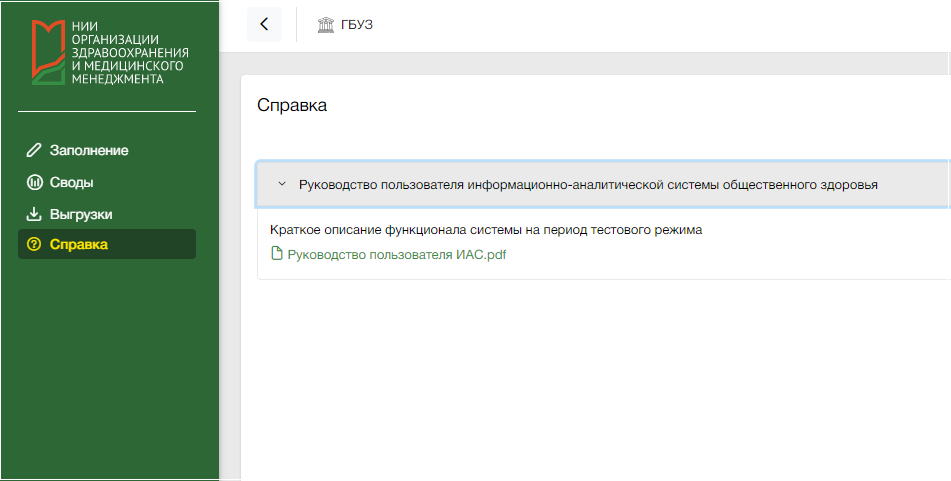 НИИ
ОРГАНИЗАЦИИ
ЗДРАВООХРАНЕНИЯ
И МЕДИЦИНСКОГО
МЕНЕДЖМЕНТА
Заполнение
Своды
Выгрузки
Справка
ГБУЗ
Справка
Руководство пользователя информационно-аналитической системы общественного здоровья
Краткое описание функционала системы на период тестового режима
Руководство пользователя ИАС.pdf